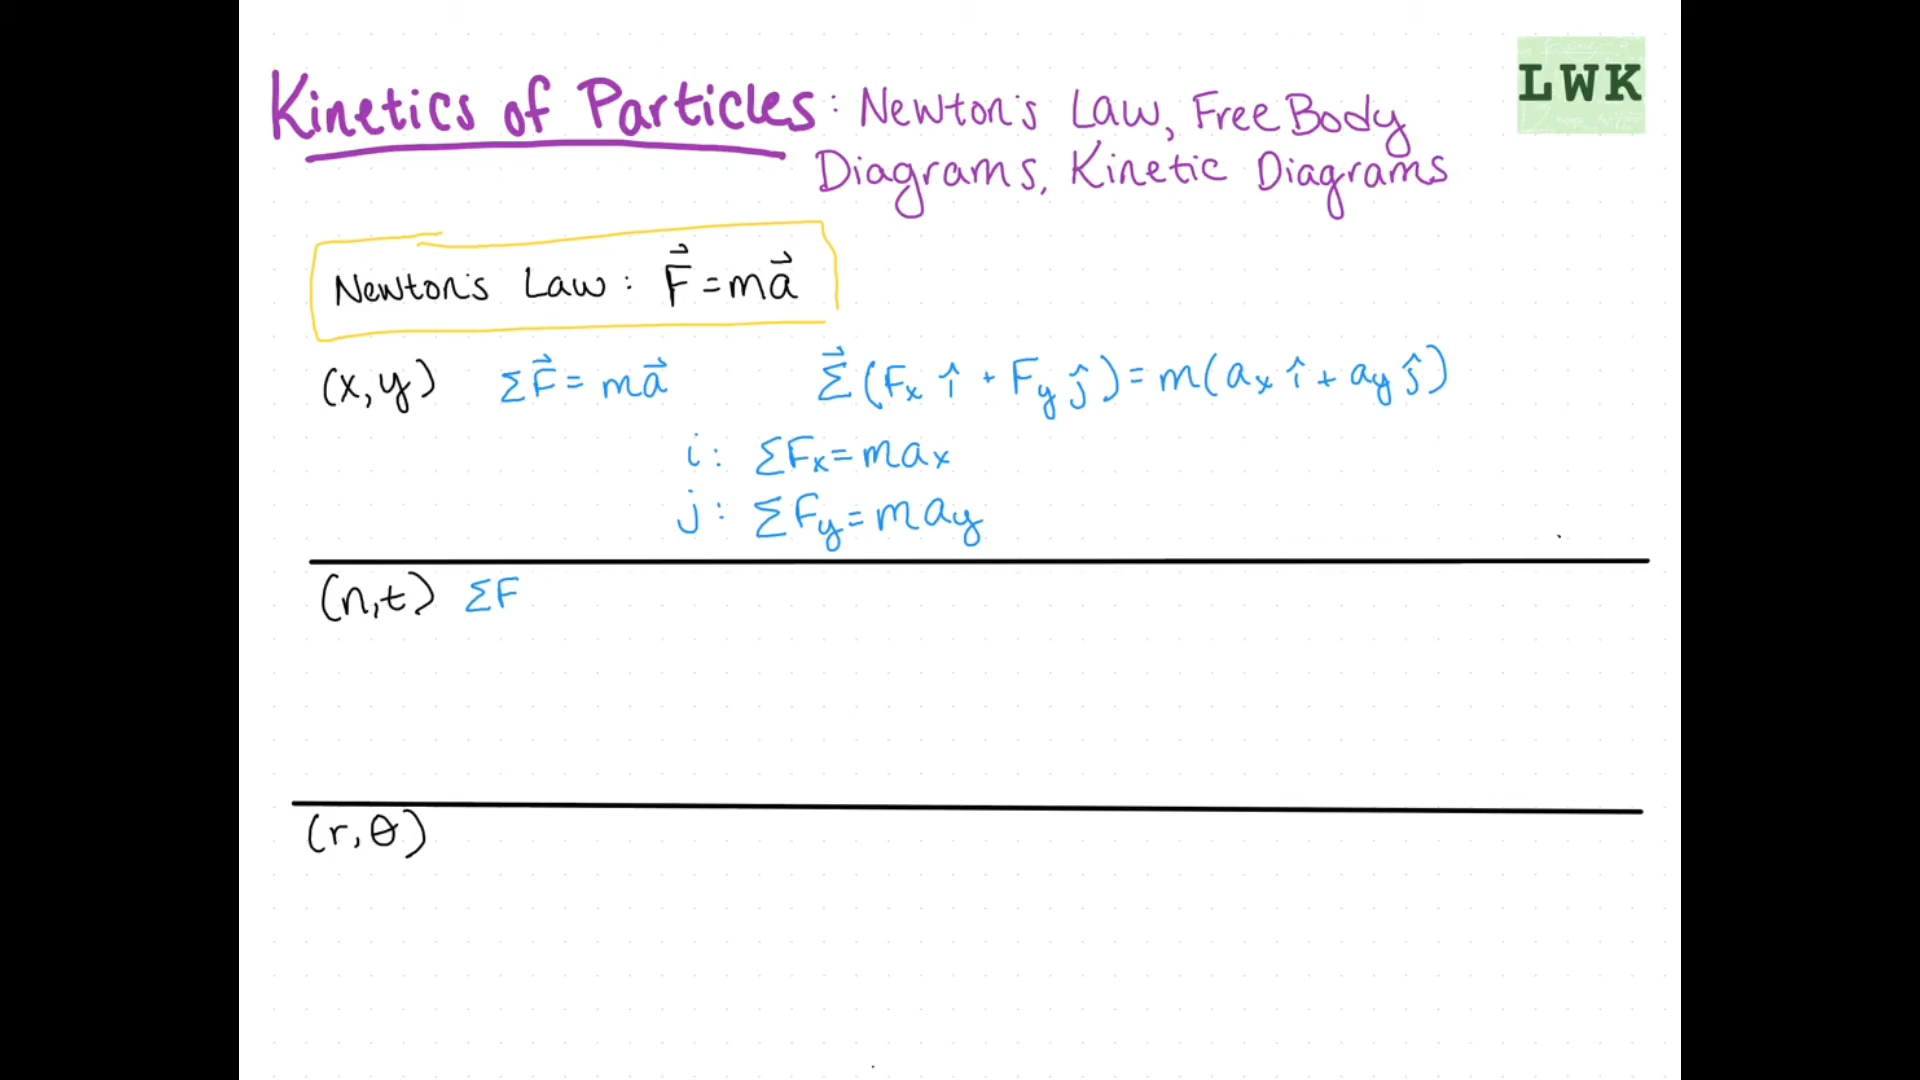 Kinetics of Particles: Newton's Law, Free Body
Diagrams, Kinetic Diagrams
LWK
Newton's Law: F⃗ = ma⃗
(x,y) ΣF⃗ = ma⃗ Σ⃗(Fx î + Fy ĵ) = m(ax î + ay ĵ)
i: ΣFx = max
j: ΣFy = may
(n,t) ΣF
(r,θ)